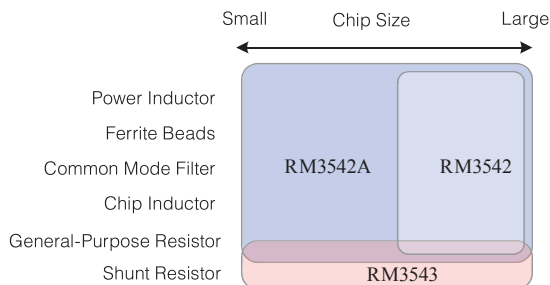 Small Chip Size Large
Power Inductor
Ferrite Beads
Common Mode Filter
RM3542A RM3542
Chip Inductor
General-Purpose Resistor
Shunt Resistor
RM3543